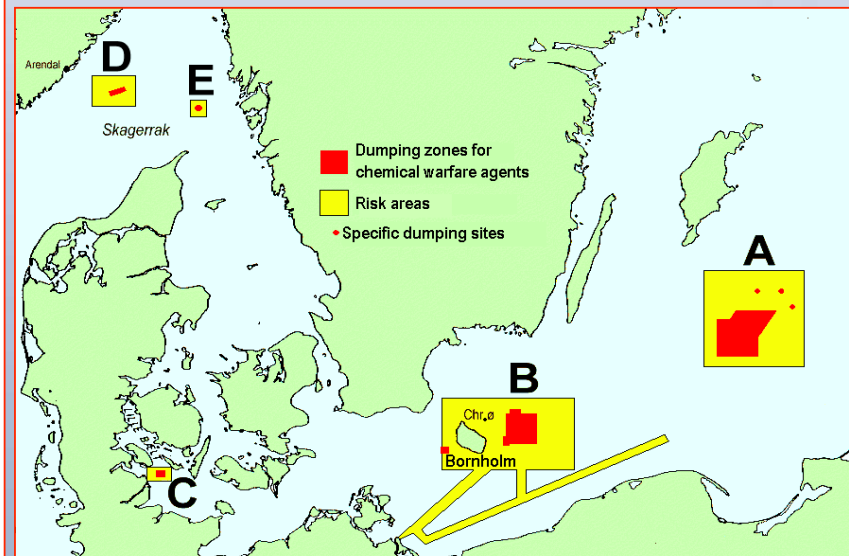 D
E
Arendal
Skagerrak
Dumping zones for
chemical warfare agents
Risk areas
Specific dumping sites
A
B
Chr.ø
Bornholm
C